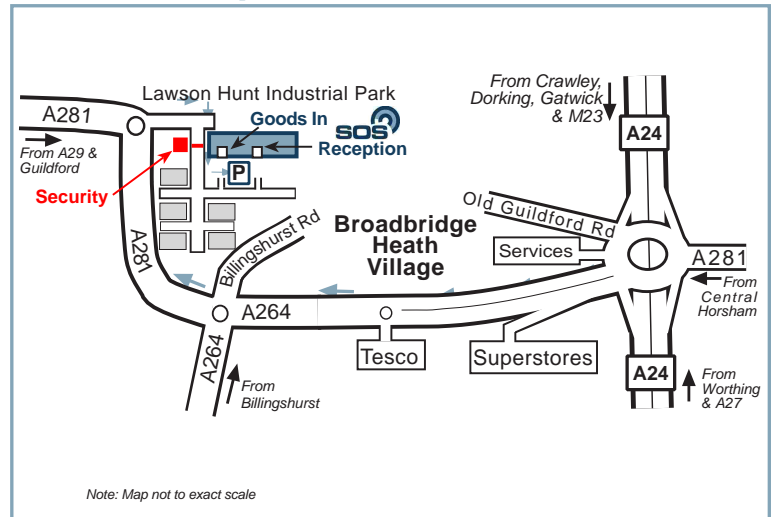 Lawson Hunt Industrial Park
From Crawley,
Dorking, Gatwick
& M23
A281
Goods In
SOS
Reception
A24
From A29 &
Guildford
P
Security
Old Guildford Rd
Broadbridge
Heath
Village
Billingshurst Rd
Services
A281
A281
From
Central
Horsham
A264
Tesco
Superstores
A264
From
Billingshurst
A24
From
Worthing
& A27
Note: Map not to exact scale